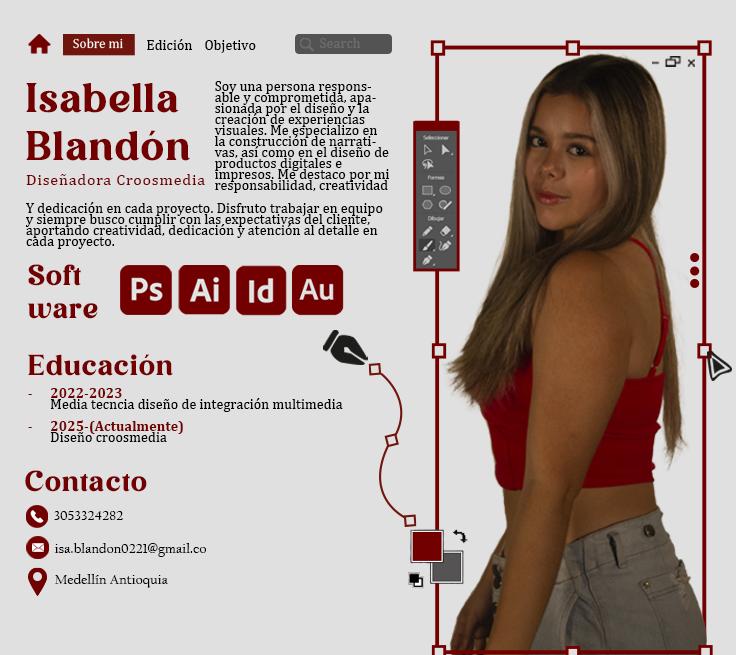 Sobre mi Edición Objetivo Search
Isabella
Blandón
Diseñadora Croosmedia
Soy una persona respons-
able y comprometida, apa-
sionada por el diseño y la
creación de experiencias
visuales. Me especializo en
la construcción de narrati-
vas, así como en el diseño de
productos digitales e
impresos. Me destaco por mi
responsabilidad, creatividad
Y dedicación en cada proyecto. Disfruto trabajar en equipo
y siempre busco cumplir con las expectativas del cliente,
aportando creatividad, dedicación y atención al detalle en
cada proyecto.
Soft
ware
Ps Ai Id Au
Educación
- 2022-2023
Media tecncia diseño de integración multimedia
- 2025-(Actualmente)
Diseño croosmedia
Contacto
3053324282
isa.blandon0221@gmail.co
Medellín Antioquia
Seleccionar
Formas
Dibujar